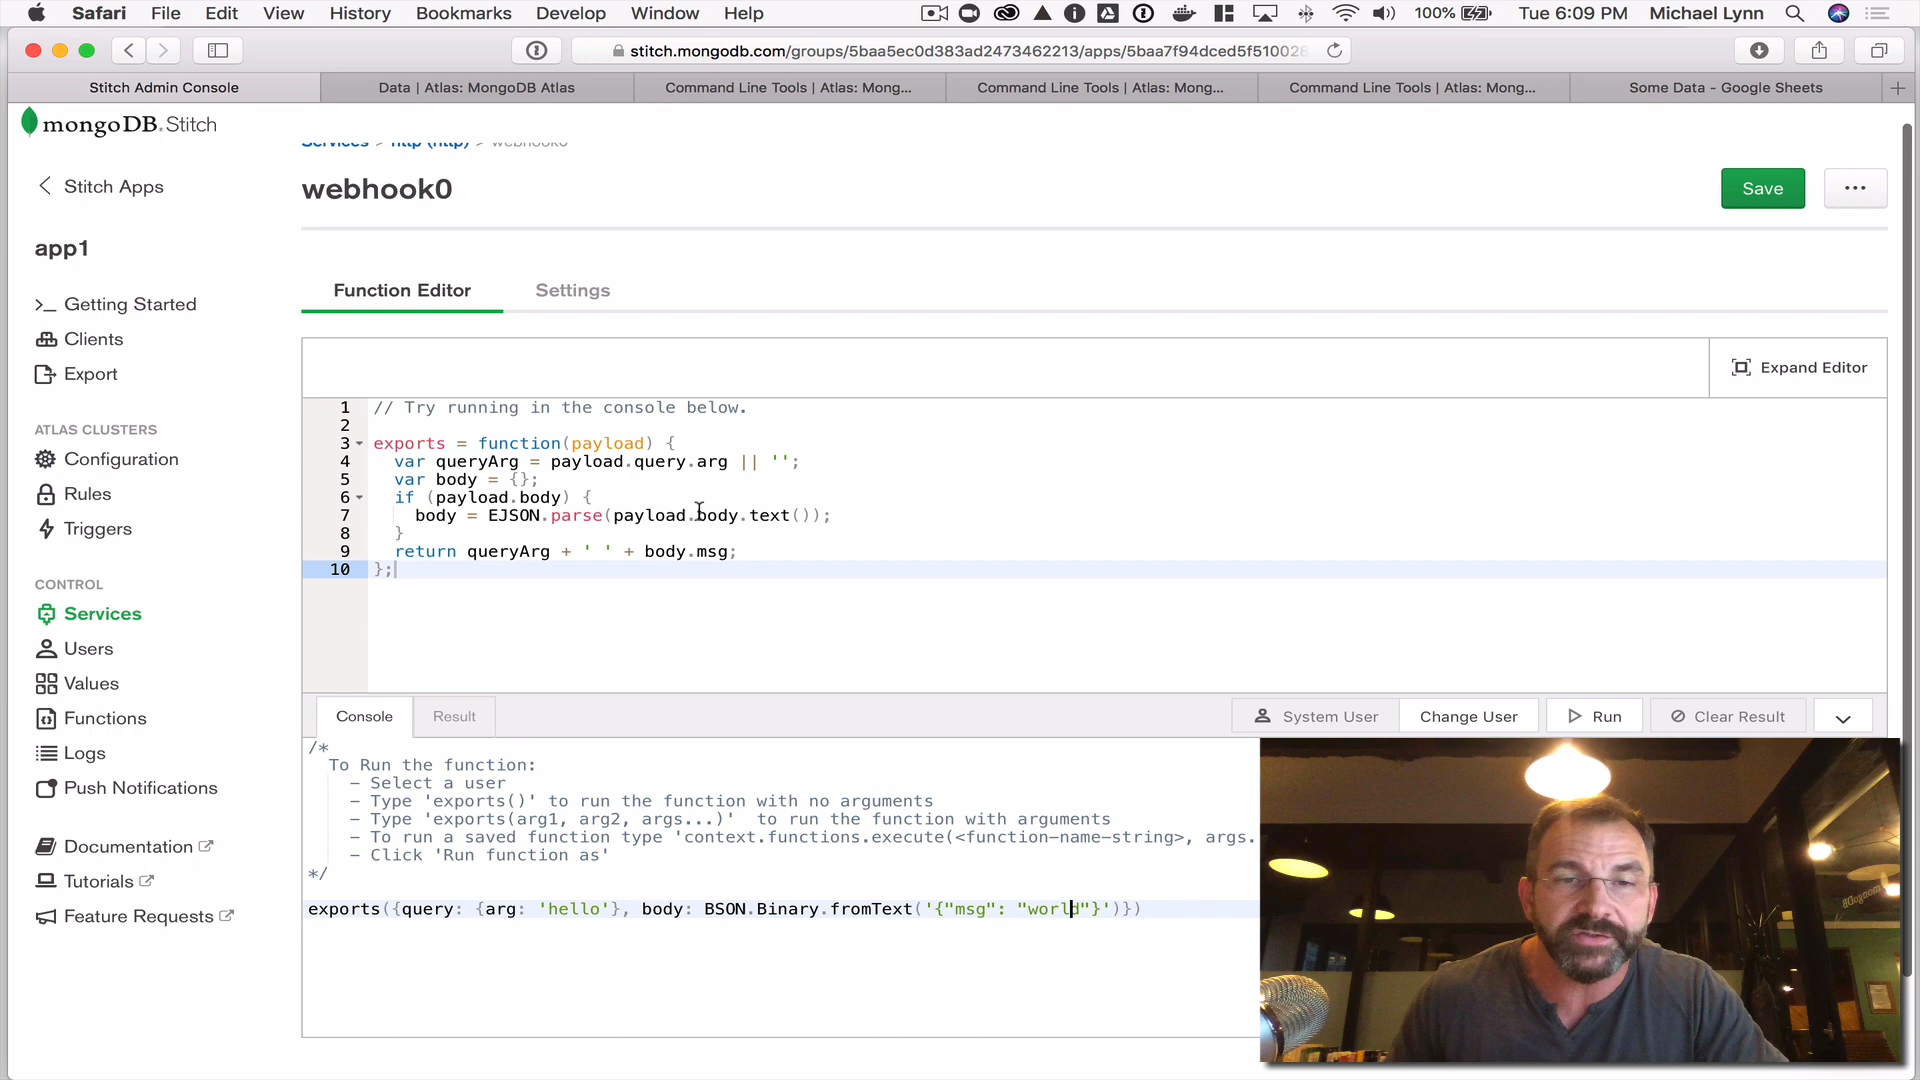 Safari File Edit View History Bookmarks Develop Window Help 100% Tue 6:09 PM Michael Lynn
stitch.mongodb.com/groups/5baa5ec0d383ad2473462213/apps/5baa7f94dced5f510028
Stitch Admin Console Data | Atlas: MongoDB Atlas Command Line Tools | Atlas: Mong... Command Line Tools | Atlas: Mong... Command Line Tools | Atlas: Mong... Some Data - Google Sheets
mongoDB. Stitch
Services > http (http) > webhook0
Stitch Apps
webhook0
Save
app1
Function Editor Settings
Getting Started
Clients
Export
Expand Editor
ATLAS CLUSTERS
Configuration
Rules
Triggers
CONTROL
Services
Users
Values
Functions
Logs
Push Notifications
Documentation
Tutorials
Feature Requests
1 // Try running in the console below.
2
3 exports = function(payload) {
4 var queryArg = payload.query.arg || '';
5 var body = {};
6 if (payload.body) {
7 body = EJSON.parse(payload.body.text());
8 }
9 return queryArg + ' ' + body.msg;
10 };
Console Result System User Change User Run Clear Result
/*
To Run the function:
- Select a user
- Type 'exports()' to run the function with no arguments
- Type 'exports(arg1, arg2, args...)' to run the function with arguments
- To run a saved function type 'context.functions.execute(<function-name-string>, args.
- Click 'Run function as'
*/
exports({query: {arg: 'hello'}, body: BSON.Binary.fromText('{"msg": "world"}')})